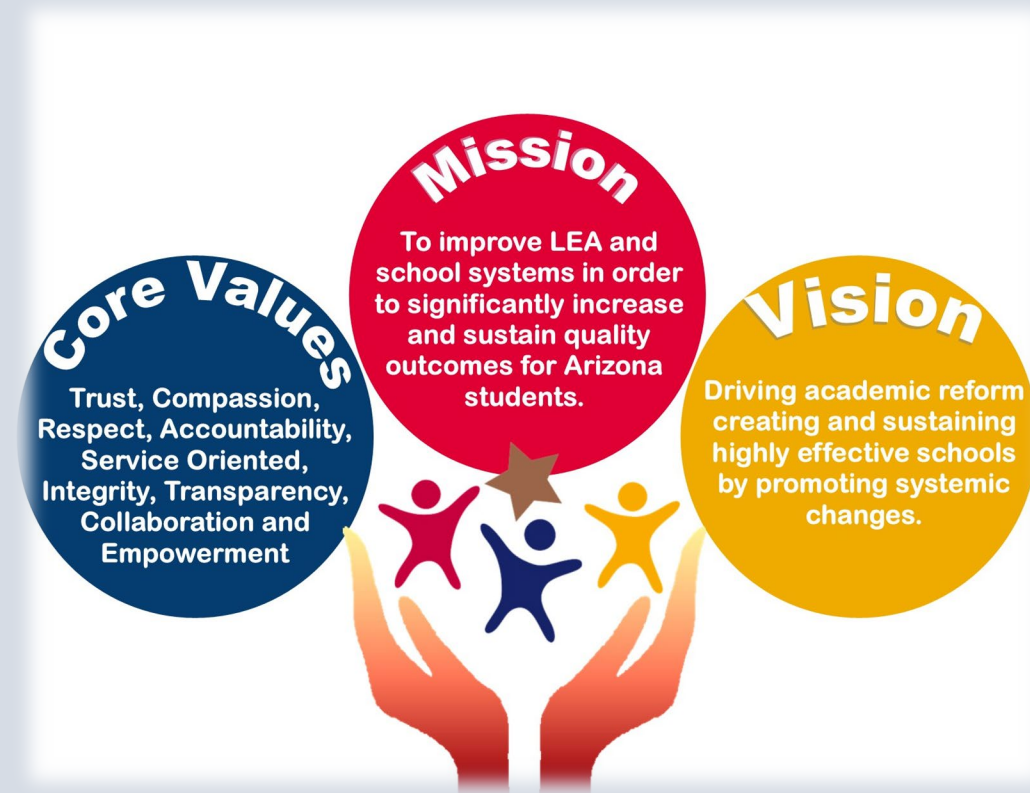 Core Values
Trust, Compassion,
Respect, Accountability,
Service Oriented,
Integrity, Transparency,
Collaboration and
Empowerment
Mission
To improve LEA and
school systems in order
to significantly increase
and sustain quality
outcomes for Arizona
students.
Vision
Driving academic reform
creating and sustaining
highly effective schools
by promoting systemic
changes.